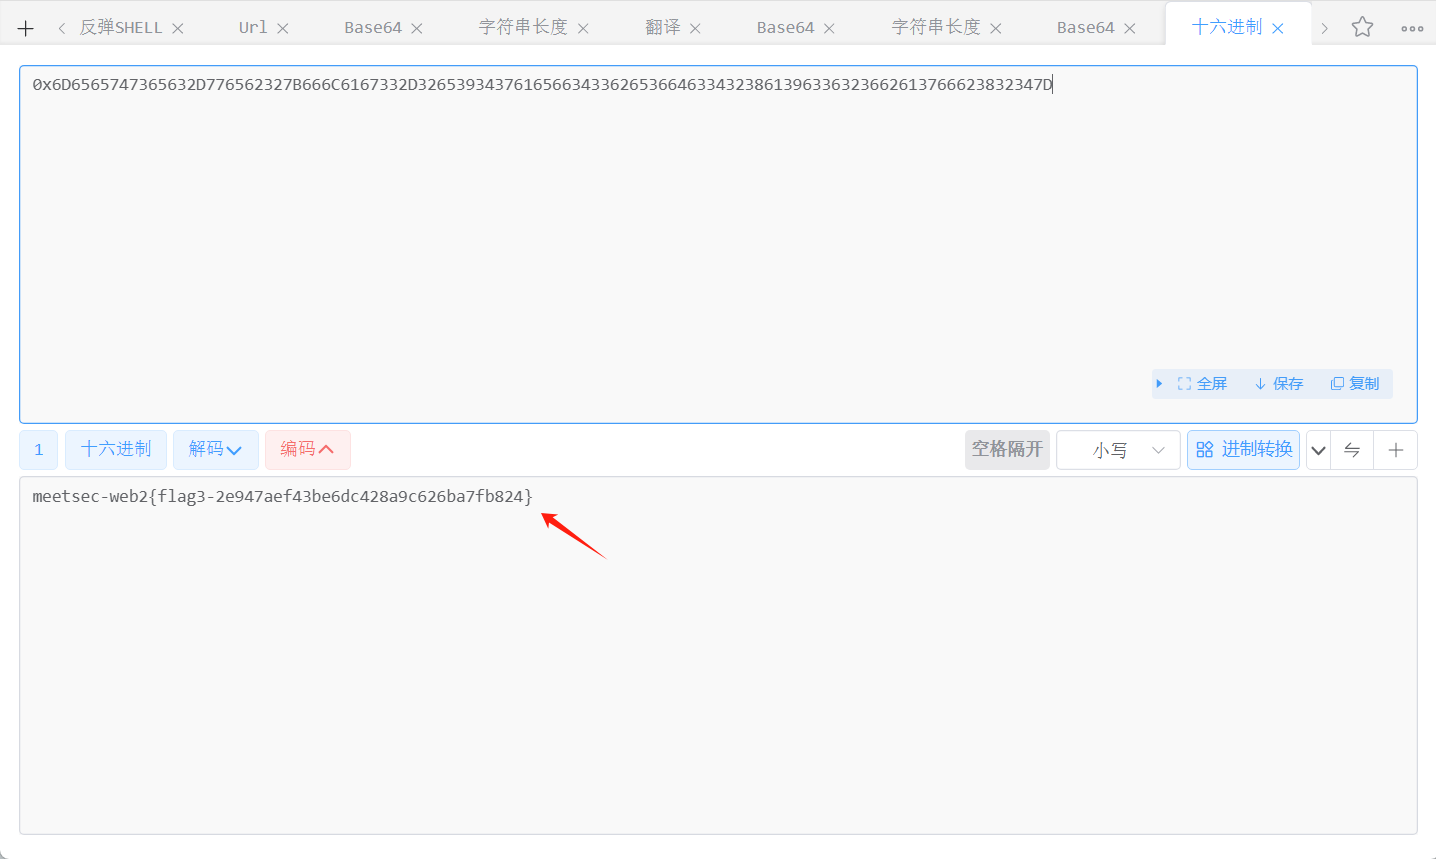 反弹SHELL Url Base64 字符串长度 翻译 Base64 字符串长度 Base64 十六进制
0x6D6565747365632D776562327B666C6167332D32653934376165663433626536646334323861396336323662613766623832347D
全屏 保存 复制
1 十六进制 解码 编码 空格隔开 小写 进制转换
meetsec-web2{flag3-2e947aef43be6dc428a9c626ba7fb824}